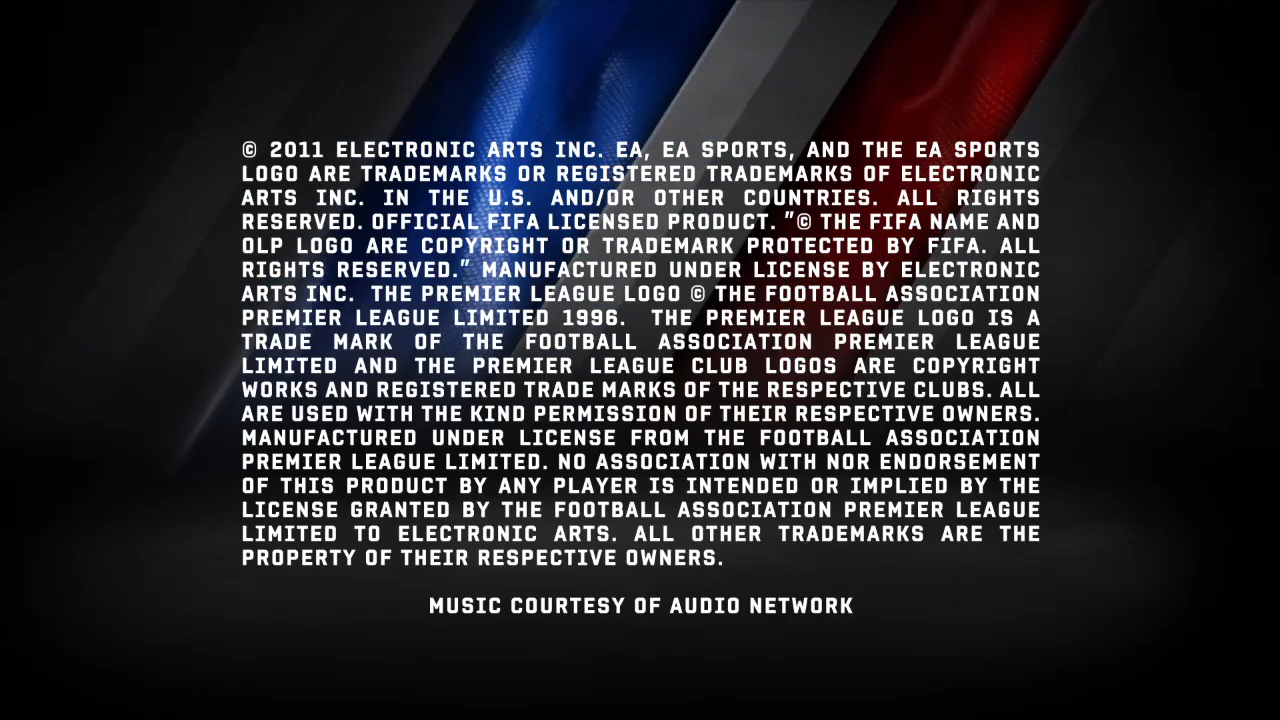 © 2011 ELECTRONIC ARTS INC. EA, EA SPORTS, AND THE EA SPORTS
LOGO ARE TRADEMARKS OR REGISTERED TRADEMARKS OF ELECTRONIC
ARTS INC. IN THE U.S. AND/OR OTHER COUNTRIES. ALL RIGHTS
RESERVED. OFFICIAL FIFA LICENSED PRODUCT. "© THE FIFA NAME AND
OLP LOGO ARE COPYRIGHT OR TRADEMARK PROTECTED BY FIFA. ALL
RIGHTS RESERVED." MANUFACTURED UNDER LICENSE BY ELECTRONIC
ARTS INC. THE PREMIER LEAGUE LOGO © THE FOOTBALL ASSOCIATION
PREMIER LEAGUE LIMITED 1996. THE PREMIER LEAGUE LOGO IS A
TRADE MARK OF THE FOOTBALL ASSOCIATION PREMIER LEAGUE
LIMITED AND THE PREMIER LEAGUE CLUB LOGOS ARE COPYRIGHT
WORKS AND REGISTERED TRADE MARKS OF THE RESPECTIVE CLUBS. ALL
ARE USED WITH THE KIND PERMISSION OF THEIR RESPECTIVE OWNERS.
MANUFACTURED UNDER LICENSE FROM THE FOOTBALL ASSOCIATION
PREMIER LEAGUE LIMITED. NO ASSOCIATION WITH NOR ENDORSEMENT
OF THIS PRODUCT BY ANY PLAYER IS INTENDED OR IMPLIED BY THE
LICENSE GRANTED BY THE FOOTBALL ASSOCIATION PREMIER LEAGUE
LIMITED TO ELECTRONIC ARTS. ALL OTHER TRADEMARKS ARE THE
PROPERTY OF THEIR RESPECTIVE OWNERS.
MUSIC COURTESY OF AUDIO NETWORK